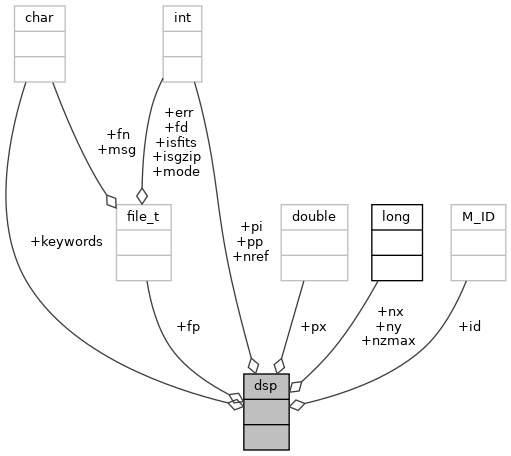 char
int
+err
+fd
+isfits
+isgzip
+mode
+fn
+msg
file_t
double
long
M_ID
+keywords
+pi
+pp
+nref
+fp
+px
+nx
+ny
+nzmax
+id
dsp